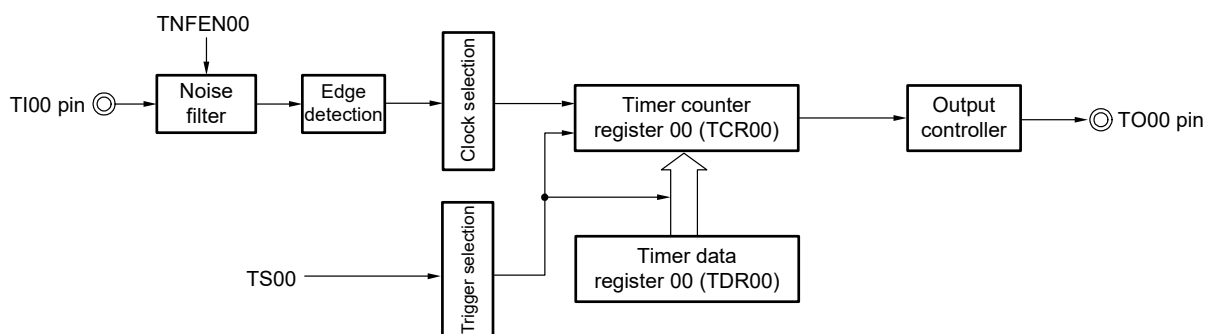 TNFEN00
TI00 pin
Noise
filter
Edge
detection
Clock selection
Timer counter
register 00 (TCR00)
Output
controller
TO00 pin
TS00
Trigger selection
Timer data
register 00 (TDR00)